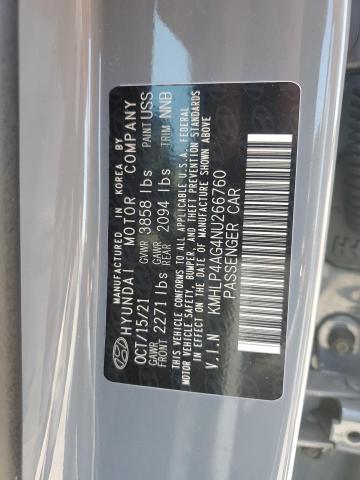 MANUFACTURED IN KOREA BY
HYUNDAI MOTOR COMPANY
OCT/15/21 GVWR 3858 lbs PAINT USS
GAWR FRONT 2271 lbs GAWR REAR 2094 lbs TRIM NNB
THIS VEHICLE CONFORMS TO ALL APPLICABLE U.S.A. FEDERAL
MOTOR VEHICLE SAFETY, BUMPER, AND THEFT PREVENTION STANDARDS
IN EFFECT ON THE DATE OF MANUFACTURE SHOWN ABOVE
V.I.N KMHLP4AG4NU266760
PASSENGER CAR